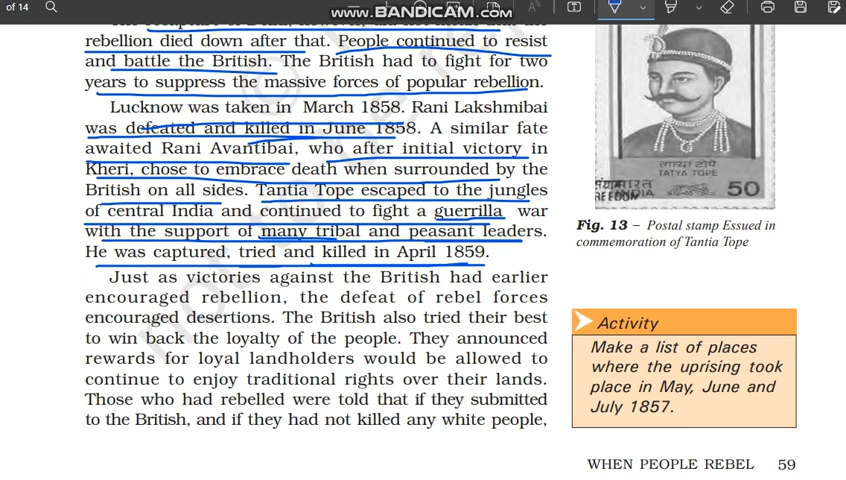 of 14
www.BANDICAM.com
rebellion died down after that. People continued to resist
and battle the British. The British had to fight for two
years to suppress the massive forces of popular rebellion.
Lucknow was taken in March 1858. Rani Lakshmibai
was defeated and killed in June 1858. A similar fate
awaited Rani Avantibai, who after initial victory in
Kheri, chose to embrace death when surrounded by the
British on all sides. Tantia Tope escaped to the jungles
of central India and continued to fight a guerrilla war
with the support of many tribal and peasant leaders.
He was captured, tried and killed in April 1859.
Just as victories against the British had earlier
encouraged rebellion, the defeat of rebel forces
encouraged desertions. The British also tried their best
to win back the loyalty of the people. They announced
rewards for loyal landholders would be allowed to
continue to enjoy traditional rights over their lands.
Those who had rebelled were told that if they submitted
to the British, and if they had not killed any white people,
तात्या टोपे
TATYA TOPE
भारत
INDIA
50
Fig. 13 – Postal stamp Essued in
commemoration of Tantia Tope
Activity
Make a list of places
where the uprising took
place in May, June and
July 1857.
WHEN PEOPLE REBEL 59